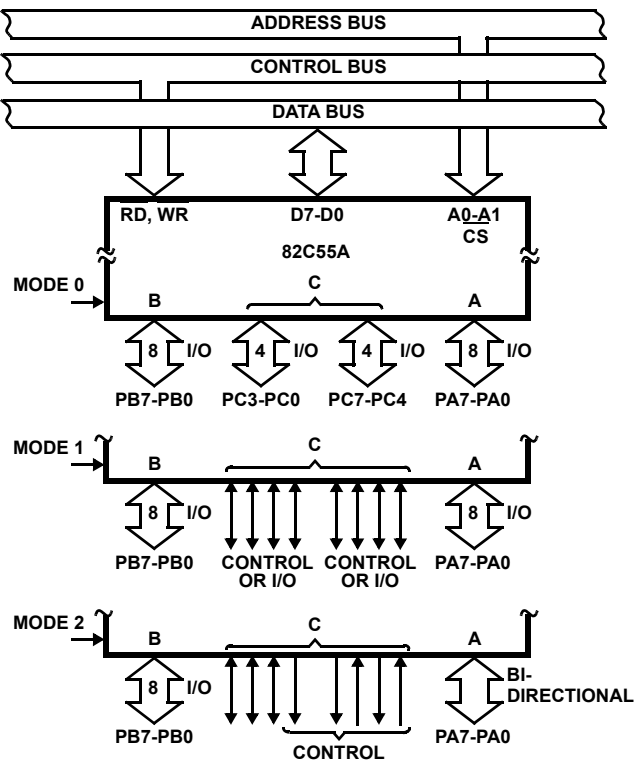 ADDRESS BUS
CONTROL BUS
DATA BUS
RD, WR
D7-D0
A0-A1
CS
82C55A
MODE 0
B
C
A
8
I/O
4
I/O
4
I/O
8
I/O
PB7-PB0
PC3-PC0
PC7-PC4
PA7-PA0
MODE 1
B
C
A
8
I/O
8
I/O
PB7-PB0
CONTROL
OR I/O
CONTROL
OR I/O
PA7-PA0
MODE 2
B
C
A
8
I/O
BI-
DIRECTIONAL
PB7-PB0
CONTROL
PA7-PA0